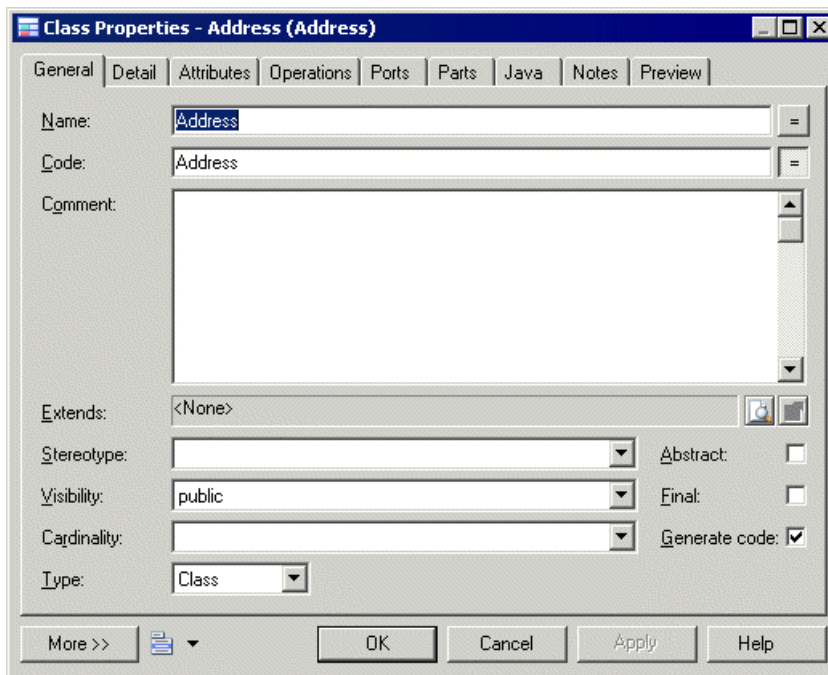 Class Properties - Address (Address)
General Detail Attributes Operations Ports Parts Java Notes Preview
Name: Address =
Code: Address =
Comment:
Extends: <None>
Stereotype: Abstract:
Visibility: public Final:
Cardinality: Generate code:
Type: Class
More >> OK Cancel Apply Help